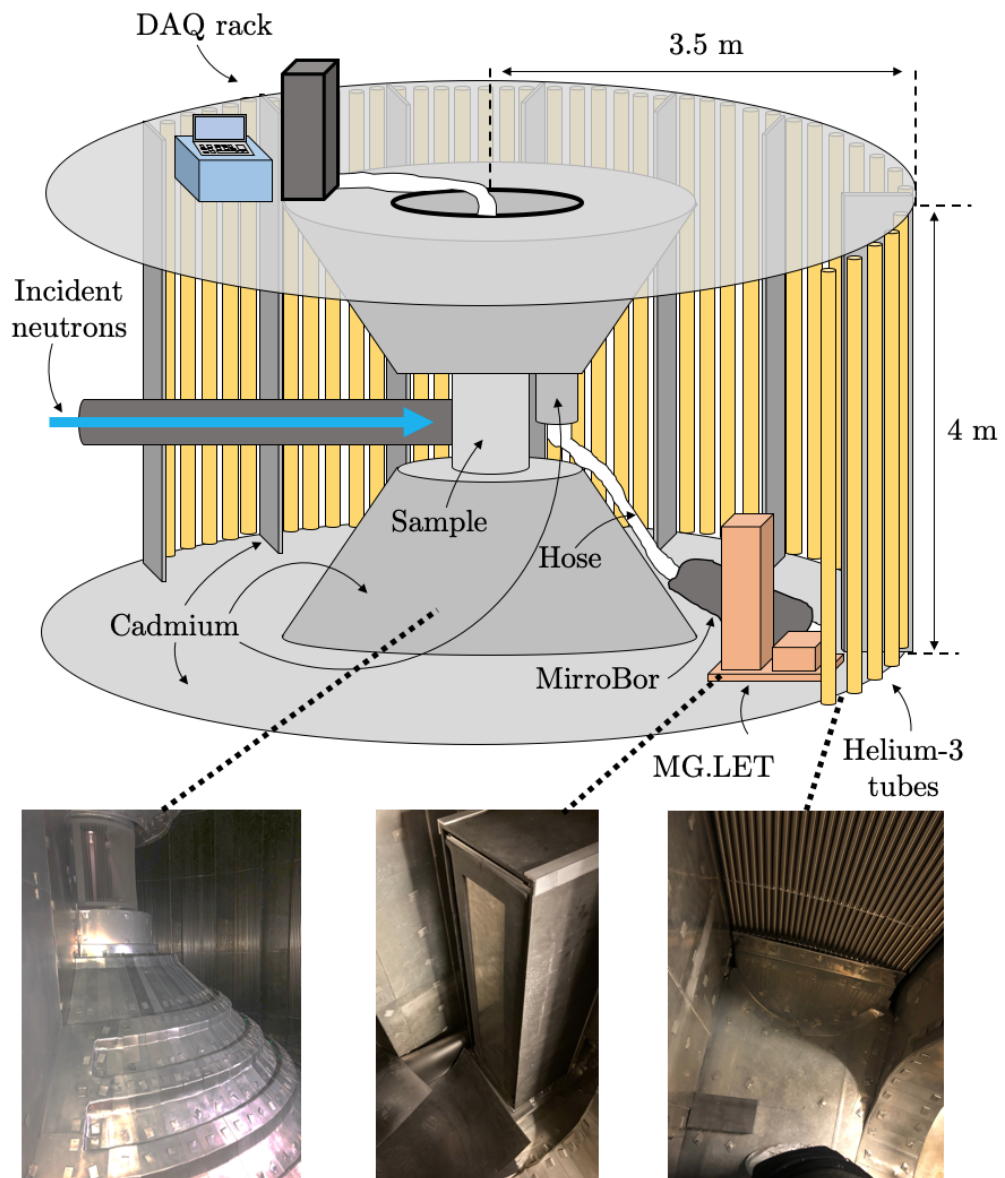 DAQ rack
3.5 m
Incident
neutrons
4 m
Sample
Hose
Cadmium
MirroBor
MG.LET
Helium-3
tubes